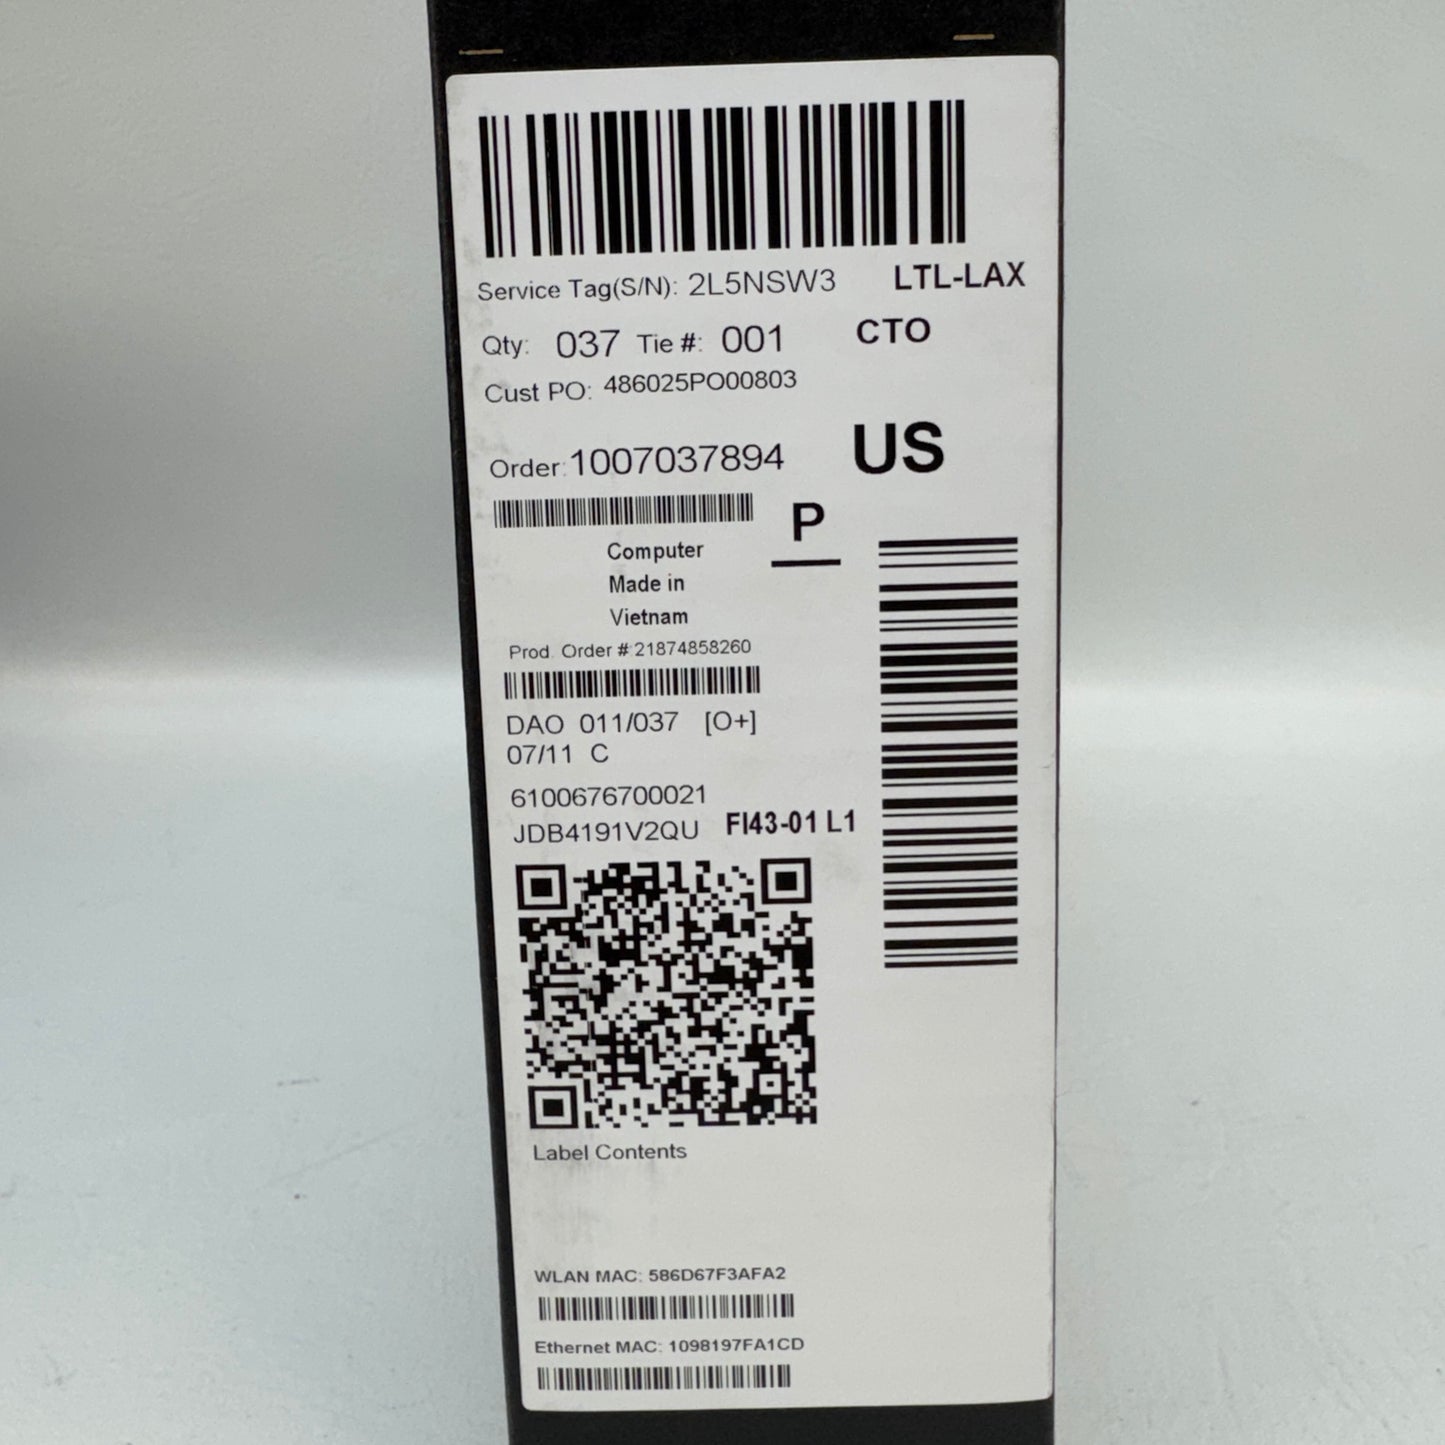 Service Tag(S/N): 2L5NSW3 LTL-LAX
Qty: 037 Tie #: 001 CTO
Cust PO: 486025PO00803
Order: 1007037894 US
P
Computer
Made in
Vietnam
Prod. Order #:21874858260
DAO 011/037 [O+]
07/11 C
6100676700021
JDB4191V2QU FI43-01 L1
Label Contents
WLAN MAC: 586D67F3AFA2
Ethernet MAC: 1098197FA1CD